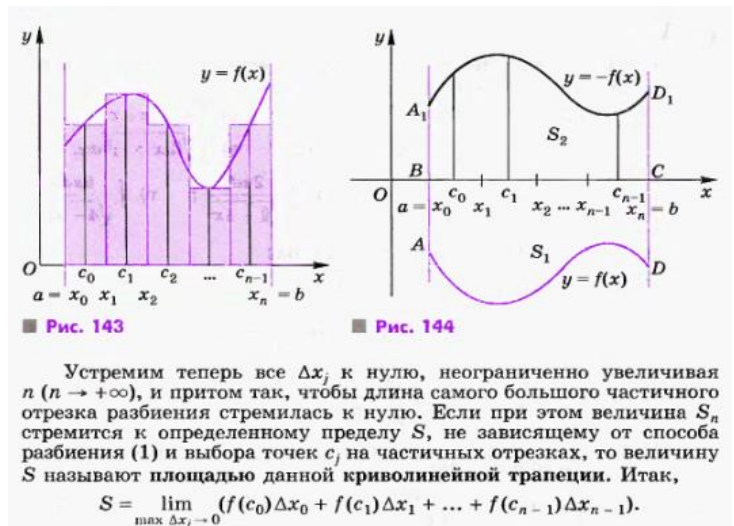 y
y = f(x)
O
c₀ c₁ c₂ ... cₙ₋₁ x
a = x₀ x₁ x₂ xₙ = b
Рис. 143
y
y = –f(x)
A₁
D₁
S₂
B
C
O
c₀ c₁ cₙ₋₁ x
a = x₀ x₁ x₂ ... xₙ₋₁ xₙ = b
A
S₁
D
y = f(x)
Рис. 144
Устремим теперь все Δxⱼ к нулю, неограниченно увеличивая
n (n → +∞), и притом так, чтобы длина самого большого частичного
отрезка разбиения стремилась к нулю. Если при этом величина Sₙ
стремится к определенному пределу S, не зависящему от способа
разбиения (1) и выбора точек cⱼ на частичных отрезках, то величину
S называют площадью данной криволинейной трапеции. Итак,
S = lim (f(c₀)Δx₀ + f(c₁)Δx₁ + ... + f(cₙ₋₁)Δxₙ₋₁).
max Δxⱼ → 0